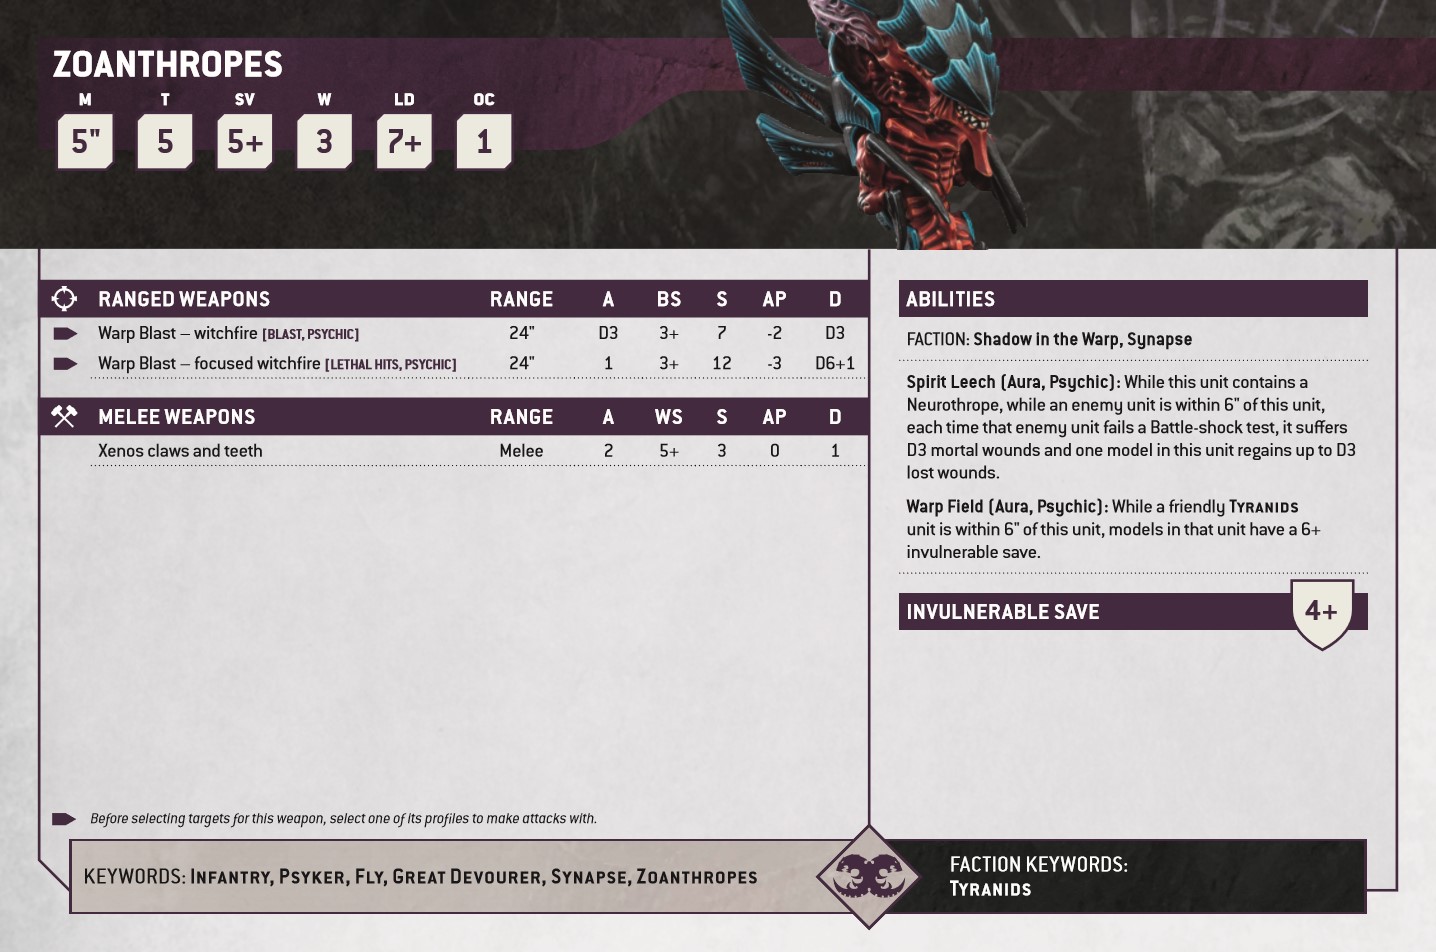 ZOANTHROPES
M T SV W LD OC
5" 5 5+ 3 7+ 1
RANGED WEAPONS RANGE A BS S AP D
Warp Blast – witchfire [BLAST, PSYCHIC] 24" D3 3+ 7 -2 D3
Warp Blast – focused witchfire [LETHAL HITS, PSYCHIC] 24" 1 3+ 12 -3 D6+1
MELEE WEAPONS RANGE A WS S AP D
Xenos claws and teeth Melee 2 5+ 3 0 1
Before selecting targets for this weapon, select one of its profiles to make attacks with.
ABILITIES
FACTION: Shadow in the Warp, Synapse
Spirit Leech (Aura, Psychic): While this unit contains a
Neurothrope, while an enemy unit is within 6" of this unit,
each time that enemy unit fails a Battle-shock test, it suffers
D3 mortal wounds and one model in this unit regains up to D3
lost wounds.
Warp Field (Aura, Psychic): While a friendly TYRANIDS
unit is within 6" of this unit, models in that unit have a 6+
invulnerable save.
INVULNERABLE SAVE 4+
KEYWORDS: INFANTRY, PSYKER, FLY, GREAT DEVOURER, SYNAPSE, ZOANTHROPES
FACTION KEYWORDS:
TYRANIDS